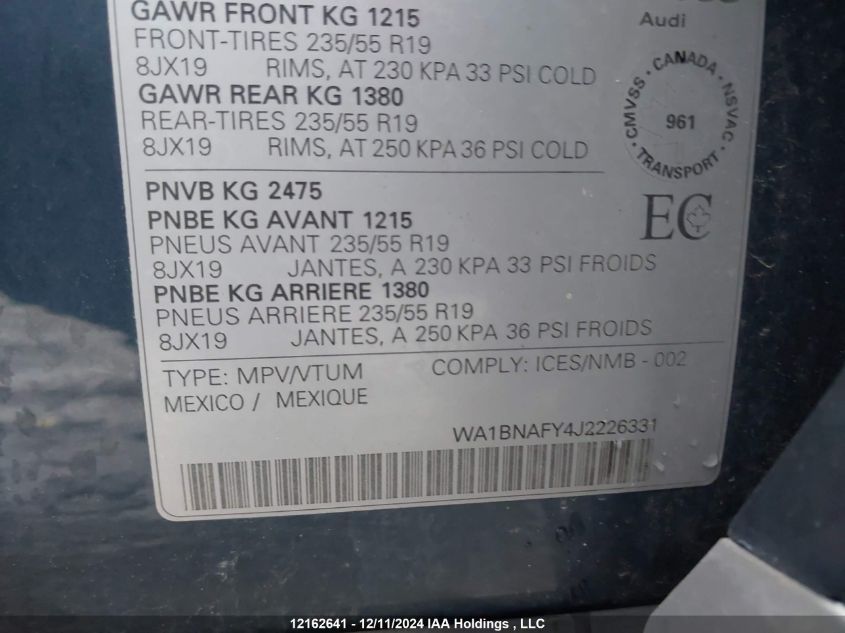 GAWR FRONT KG 1215
FRONT-TIRES 235/55 R19
8JX19 RIMS, AT 230 KPA 33 PSI COLD
GAWR REAR KG 1380
REAR-TIRES 235/55 R19
8JX19 RIMS, AT 250 KPA 36 PSI COLD
Audi
CMVSS · CANADA · NSVAC · TRANSPORT ·
961
PNVB KG 2475
PNBE KG AVANT 1215
PNEUS AVANT 235/55 R19
8JX19 JANTES, A 230 KPA 33 PSI FROIDS
PNBE KG ARRIERE 1380
PNEUS ARRIERE 235/55 R19
8JX19 JANTES, A 250 KPA 36 PSI FROIDS
EC
TYPE: MPV/VTUM COMPLY: ICES/NMB - 002
MEXICO / MEXIQUE
WA1BNAFY4J2226331
12162641 - 12/11/2024 IAA Holdings , LLC